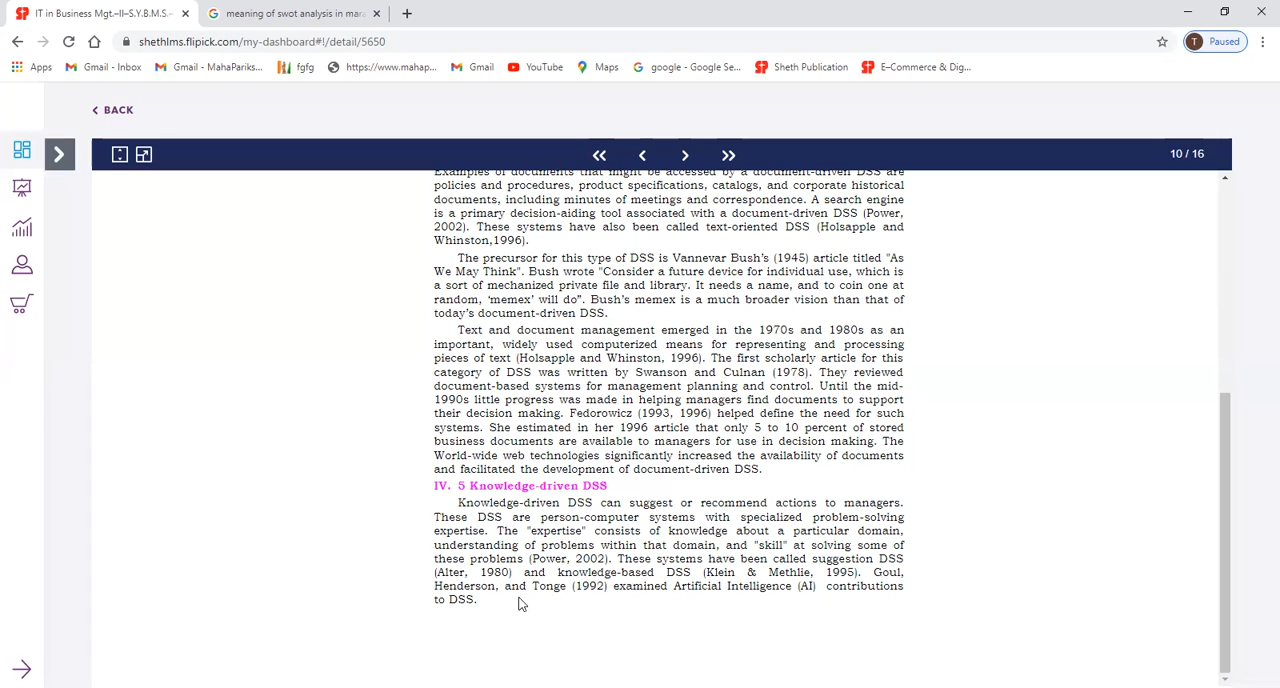 IT in Business Mgt.–II–S.Y.B.M.S.-
meaning of swot analysis in mar
shethlms.flipick.com/my-dashboard#!/detail/5650
T Paused
Apps Gmail - Inbox Gmail - MahaPariks... fgfg https://www.mahap... Gmail YouTube Maps google - Google Se... Sheth Publication E–Commerce & Dig...
BACK
10 / 16
Examples of documents that might be accessed by a document-driven DSS are
policies and procedures, product specifications, catalogs, and corporate historical
documents, including minutes of meetings and correspondence. A search engine
is a primary decision-aiding tool associated with a document-driven DSS (Power,
2002). These systems have also been called text-oriented DSS (Holsapple and
Whinston,1996).
The precursor for this type of DSS is Vannevar Bush's (1945) article titled "As
We May Think". Bush wrote "Consider a future device for individual use, which is
a sort of mechanized private file and library. It needs a name, and to coin one at
random, 'memex' will do”. Bush's memex is a much broader vision than that of
today's document-driven DSS.
Text and document management emerged in the 1970s and 1980s as an
important, widely used computerized means for representing and processing
pieces of text (Holsapple and Whinston, 1996). The first scholarly article for this
category of DSS was written by Swanson and Culnan (1978). They reviewed
document-based systems for management planning and control. Until the mid-
1990s little progress was made in helping managers find documents to support
their decision making. Fedorowicz (1993, 1996) helped define the need for such
systems. She estimated in her 1996 article that only 5 to 10 percent of stored
business documents are available to managers for use in decision making. The
World-wide web technologies significantly increased the availability of documents
and facilitated the development of document-driven DSS.
IV. 5 Knowledge-driven DSS
Knowledge-driven DSS can suggest or recommend actions to managers.
These DSS are person-computer systems with specialized problem-solving
expertise. The "expertise" consists of knowledge about a particular domain,
understanding of problems within that domain, and "skill" at solving some of
these problems (Power, 2002). These systems have been called suggestion DSS
(Alter, 1980) and knowledge-based DSS (Klein & Methlie, 1995). Goul,
Henderson, and Tonge (1992) examined Artificial Intelligence (AI) contributions
to DSS.